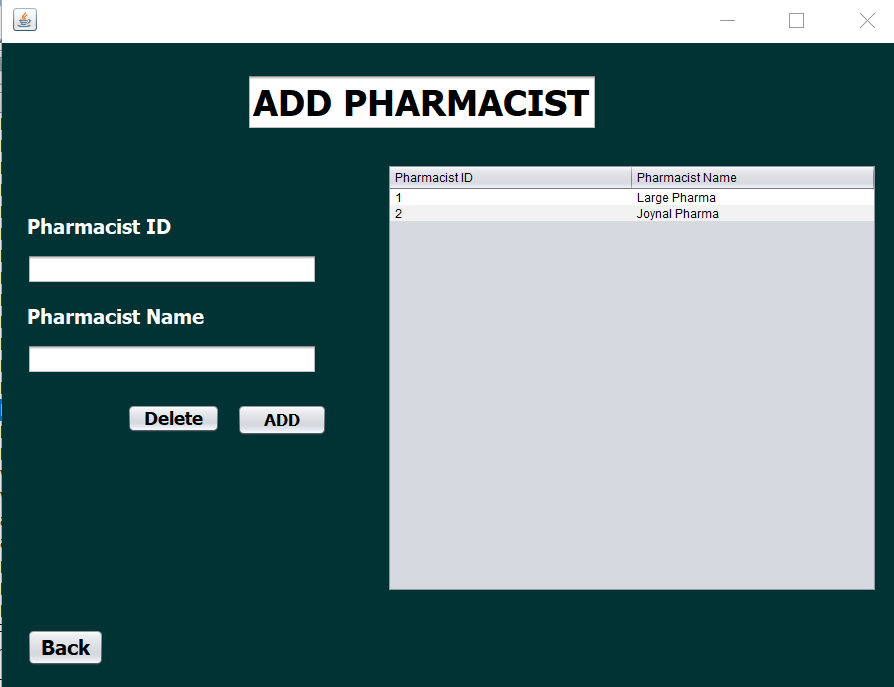 ADD PHARMACIST
Pharmacist ID
Pharmacist Name
Delete ADD
Back
Pharmacist ID Pharmacist Name
1 Large Pharma
2 Joynal Pharma